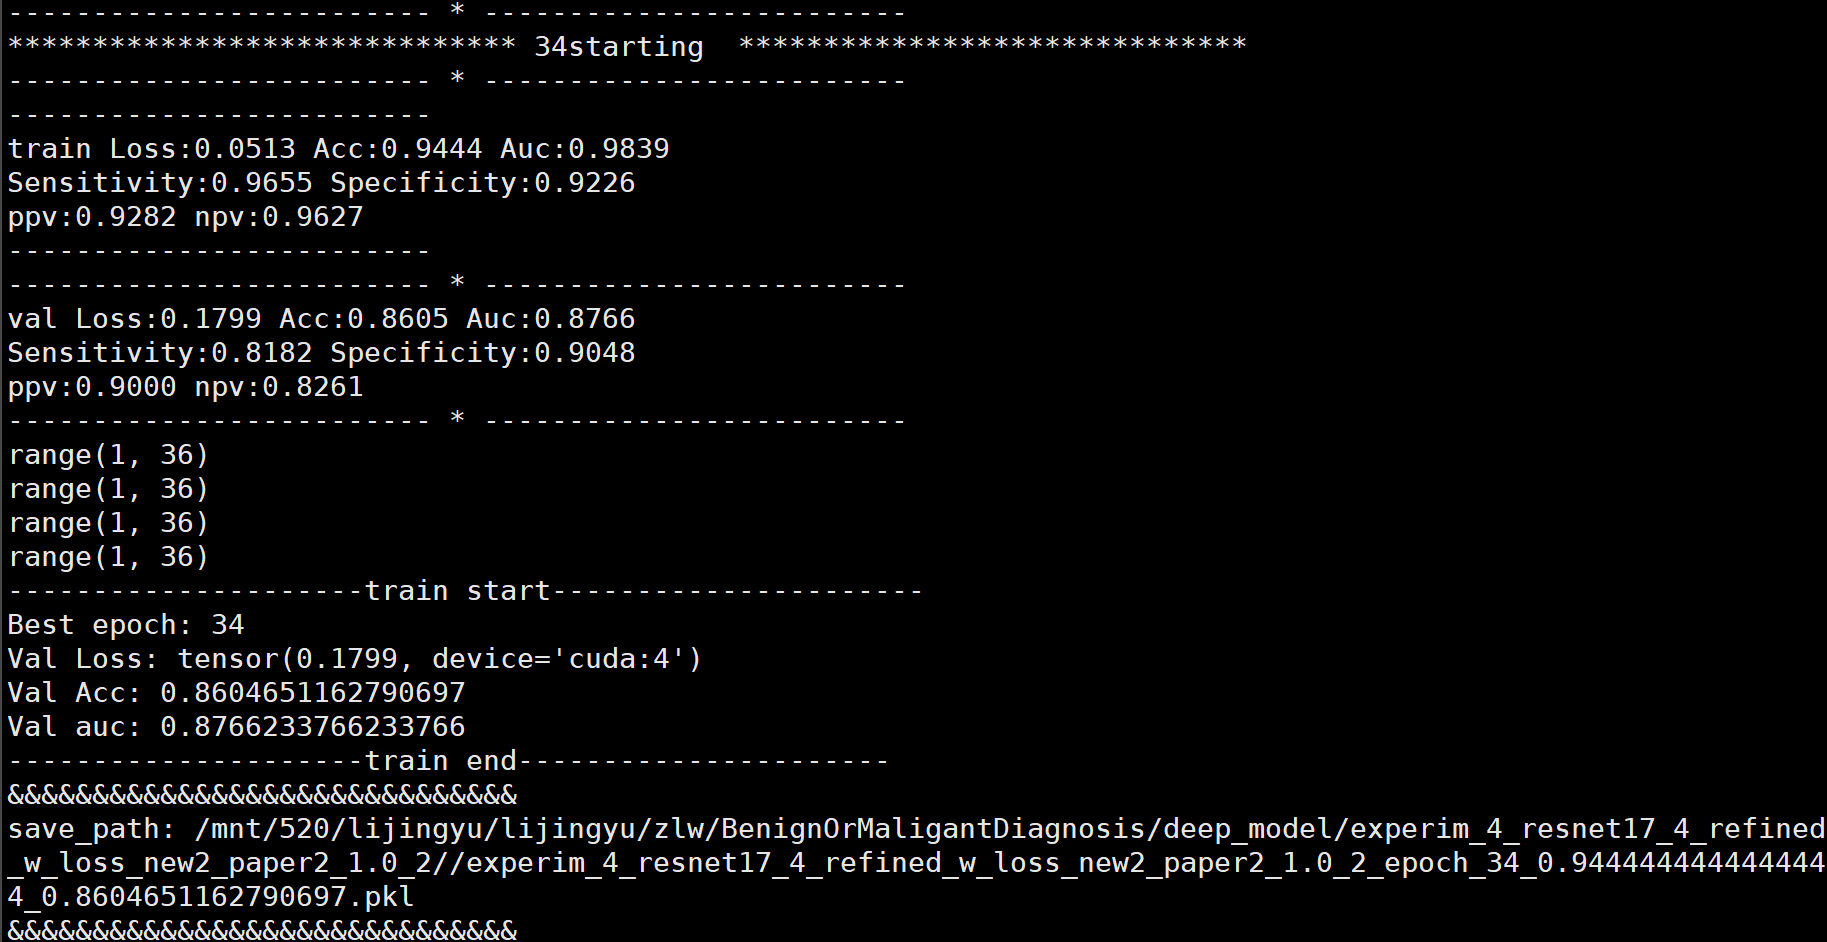 ------------------------- * -------------------------
****************************** 34starting  ******************************
------------------------- * -------------------------
-------------------------
train Loss:0.0513 Acc:0.9444 Auc:0.9839
Sensitivity:0.9655 Specificity:0.9226
ppv:0.9282 npv:0.9627
-------------------------
------------------------- * -------------------------
val Loss:0.1799 Acc:0.8605 Auc:0.8766
Sensitivity:0.8182 Specificity:0.9048
ppv:0.9000 npv:0.8261
------------------------- * -------------------------
range(1, 36)
range(1, 36)
range(1, 36)
range(1, 36)
---------------------train start----------------------
Best epoch: 34
Val Loss: tensor(0.1799, device='cuda:4')
Val Acc: 0.8604651162790697
Val auc: 0.8766233766233766
---------------------train end----------------------
&&&&&&&&&&&&&&&&&&&&&&&&&&&&&&
save_path: /mnt/520/lijingyu/lijingyu/zlw/BenignOrMaligantDiagnosis/deep_model/experim_4_resnet17_4_refined
_w_loss_new2_paper2_1.0_2//experim_4_resnet17_4_refined_w_loss_new2_paper2_1.0_2_epoch_34_0.944444444444444
4_0.8604651162790697.pkl
&&&&&&&&&&&&&&&&&&&&&&&&&&&&&&